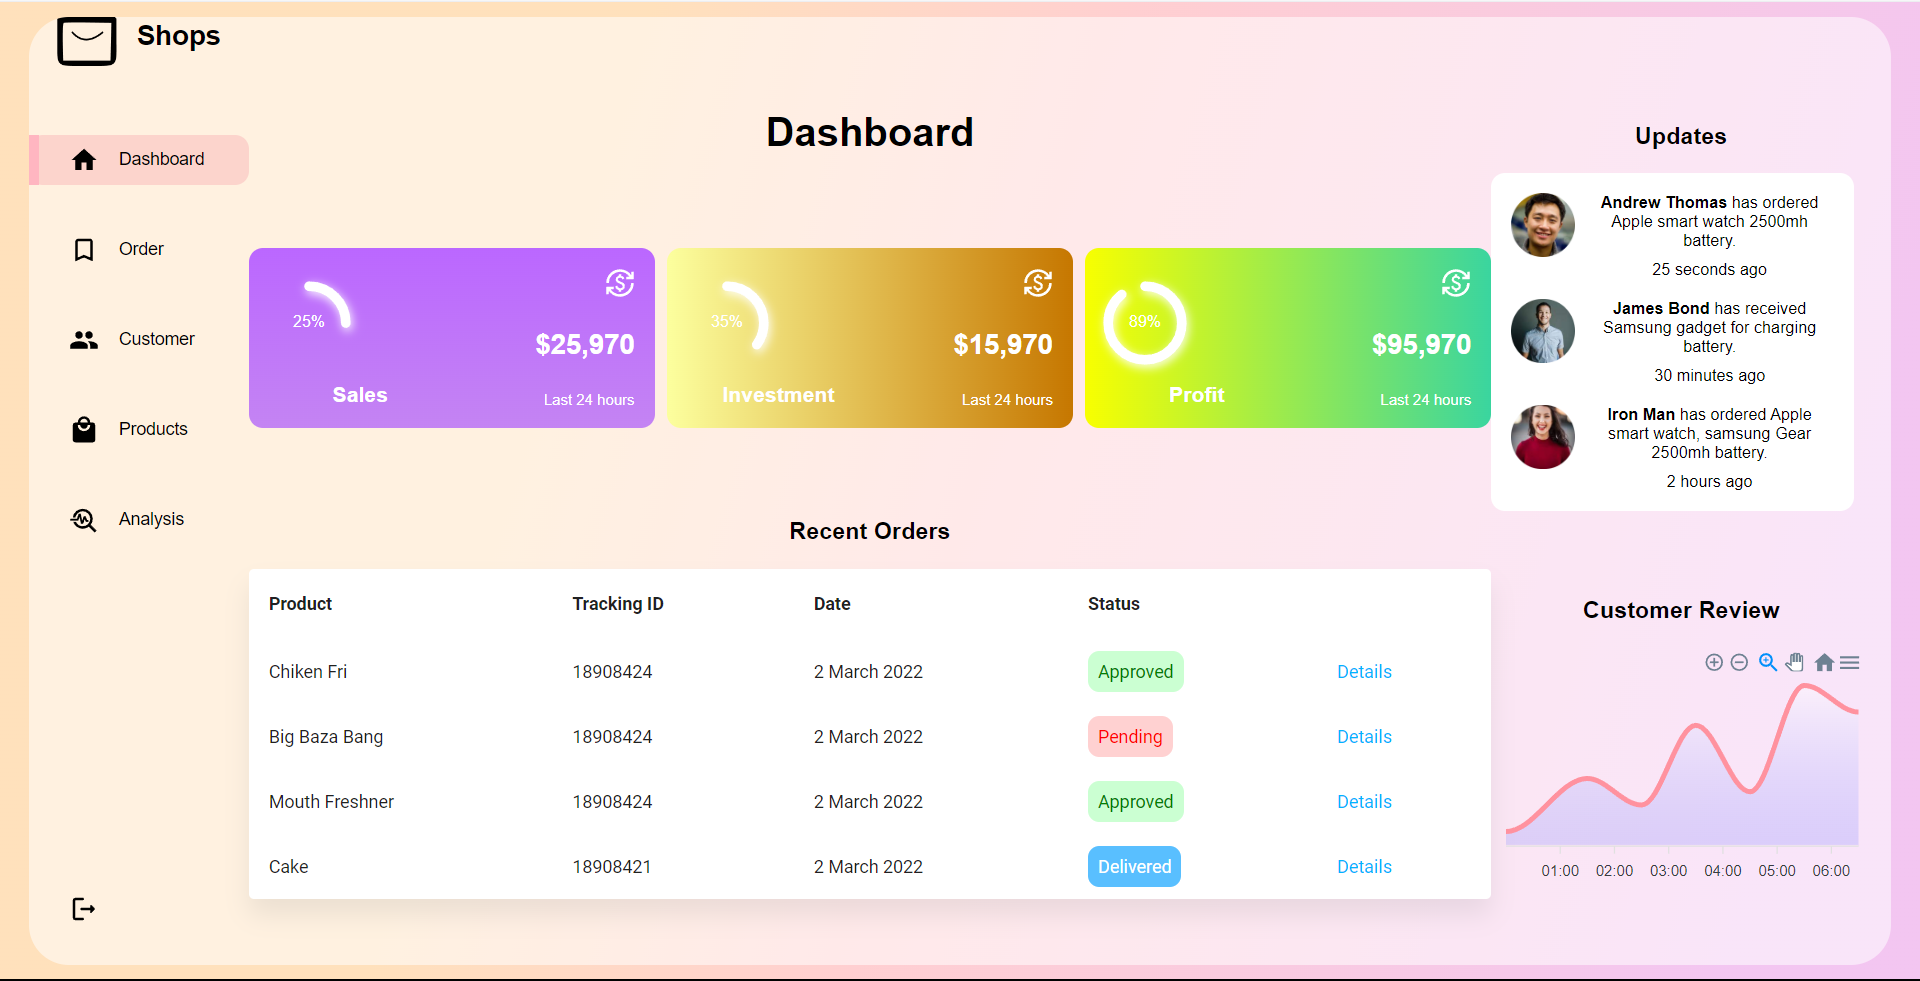 Shops
Dashboard
Order
Customer
Products
Analysis
Dashboard
25%
$25,970
Sales
Last 24 hours
35%
$15,970
Investment
Last 24 hours
89%
$95,970
Profit
Last 24 hours
Recent Orders
Product Tracking ID Date Status
Chiken Fri 18908424 2 March 2022 Approved Details
Big Baza Bang 18908424 2 March 2022 Pending Details
Mouth Freshner 18908424 2 March 2022 Approved Details
Cake 18908421 2 March 2022 Delivered Details
Updates
Andrew Thomas has ordered
Apple smart watch 2500mh
battery.
25 seconds ago
James Bond has received
Samsung gadget for charging
battery.
30 minutes ago
Iron Man has ordered Apple
smart watch, samsung Gear
2500mh battery.
2 hours ago
Customer Review
01:00 02:00 03:00 04:00 05:00 06:00